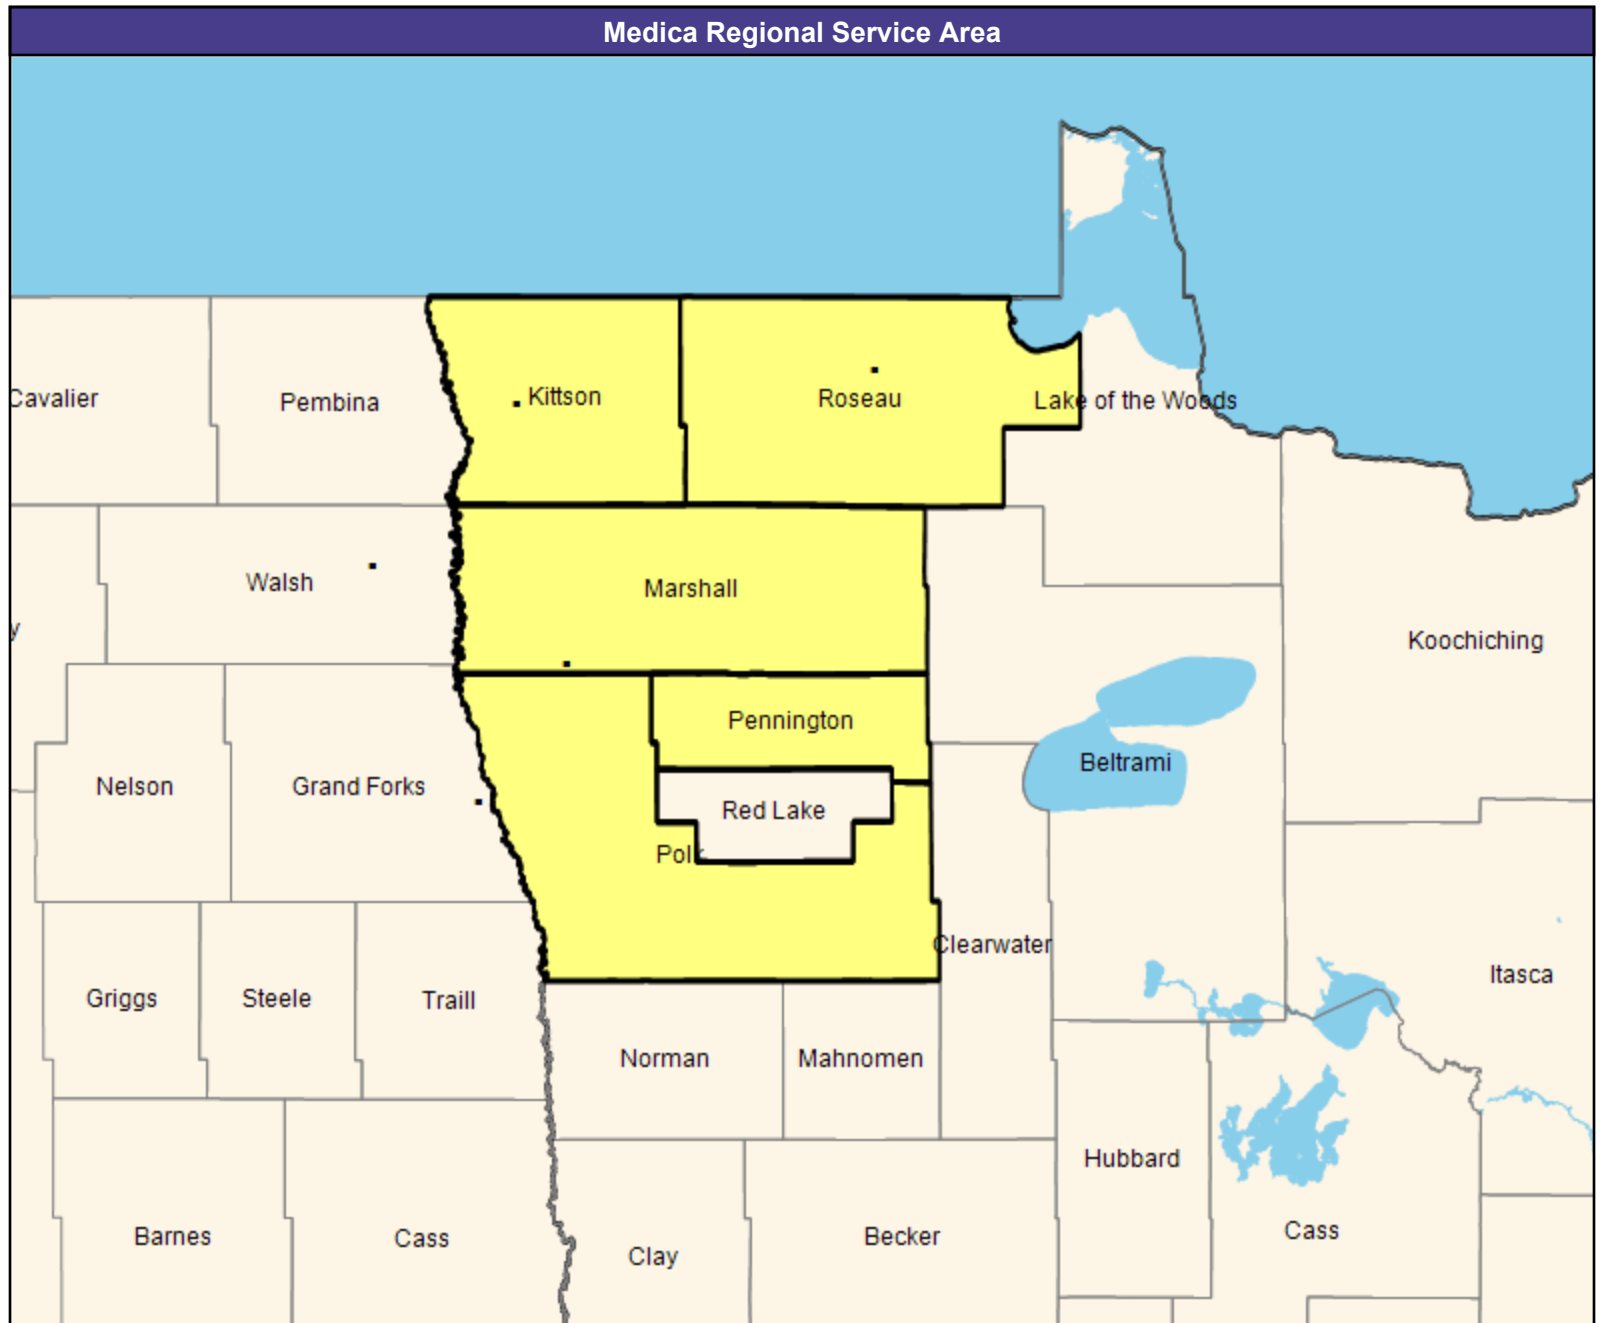 Medica Regional Service Area
Cavalier
Pembina
Kittson
Roseau
Lake of the Woods
Walsh
Marshall
y
Koochiching
Pennington
Nelson
Grand Forks
Red Lake
Beltrami
Polk
Clearwater
Griggs
Steele
Traill
Itasca
Norman
Mahnomen
Hubbard
Barnes
Cass
Clay
Becker
Cass